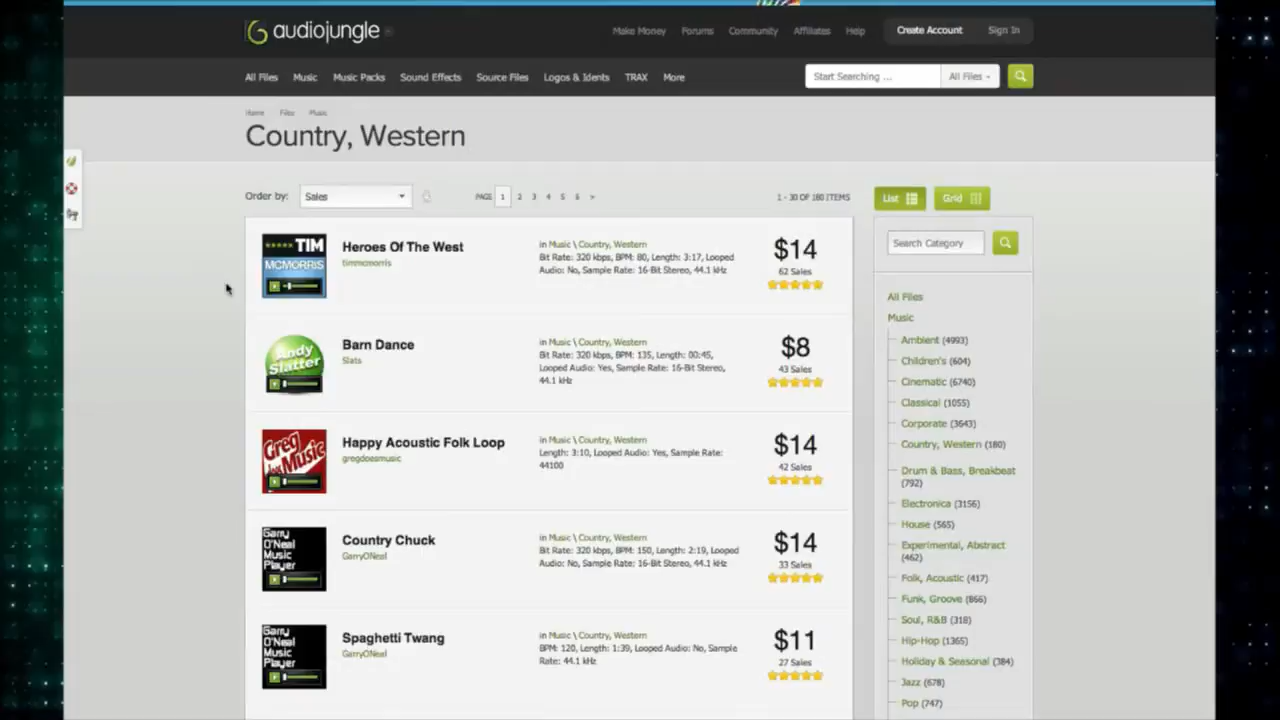 audiojungle
Make Money Forums Community Affiliates Help Create Account Sign In
All Files Music Music Packs Sound Effects Source Files Logos & Idents TRAX More
Start Searching ... All Files
Home Files Music
Country, Western
Order by: Sales
PAGE 1 2 3 4 5 6 >
1 - 30 OF 180 ITEMS
List Grid
TIM
MCMORRIS
Heroes Of The West
timmcmorris
in Music \ Country, Western
Bit Rate: 320 kbps, BPM: 80, Length: 3:17, Looped
Audio: No, Sample Rate: 16-Bit Stereo, 44.1 kHz
$14
62 Sales
Andy
Slatter
Barn Dance
Slats
in Music \ Country, Western
Bit Rate: 320 kbps, BPM: 135, Length: 00:45,
Looped Audio: Yes, Sample Rate: 16-Bit Stereo,
44.1 kHz
$8
43 Sales
Greg
Does Music
Happy Acoustic Folk Loop
gregdoesmusic
in Music \ Country, Western
Length: 3:10, Looped Audio: Yes, Sample Rate:
44100
$14
42 Sales
Garry
O'Neal
Music
Player
Country Chuck
GarryONeal
in Music \ Country, Western
Bit Rate: 320 kbps, BPM: 150, Length: 2:19, Looped
Audio: No, Sample Rate: 16-Bit Stereo, 44.1 kHz
$14
33 Sales
Garry
O'Neal
Music
Player
Spaghetti Twang
GarryONeal
in Music \ Country, Western
BPM: 120, Length: 1:39, Looped Audio: No, Sample
Rate: 44.1 kHz
$11
27 Sales
Search Category
All Files
Music
Ambient (4993)
Children's (604)
Cinematic (6740)
Classical (1055)
Corporate (3643)
Country, Western (180)
Drum & Bass, Breakbeat
(792)
Electronica (3156)
House (565)
Experimental, Abstract
(462)
Folk, Acoustic (417)
Funk, Groove (866)
Soul, R&B (318)
Hip-Hop (1365)
Holiday & Seasonal (384)
Jazz (678)
Pop (747)